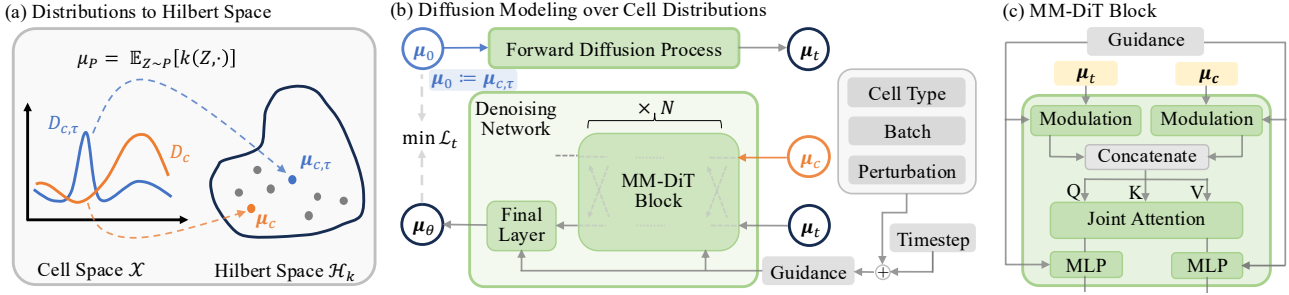 (a) Distributions to Hilbert Space
μ_P = 𝔼_{Z∼P}[k(Z,·)]
D_{c,τ}
D_c
μ_{c,τ}
μ_c
Cell Space 𝒳
Hilbert Space ℋ_k
(b) Diffusion Modeling over Cell Distributions
μ_0
Forward Diffusion Process
μ_t
μ_0 ≔ μ_{c,τ}
Denoising
Network
× N
min ℒ_t
MM-DiT
Block
μ_c
μ_θ
Final
Layer
μ_t
Cell Type
Batch
Perturbation
Timestep
Guidance
+
(c) MM-DiT Block
Guidance
μ_t
μ_c
Modulation
Modulation
Concatenate
Q
K
V
Joint Attention
MLP
MLP